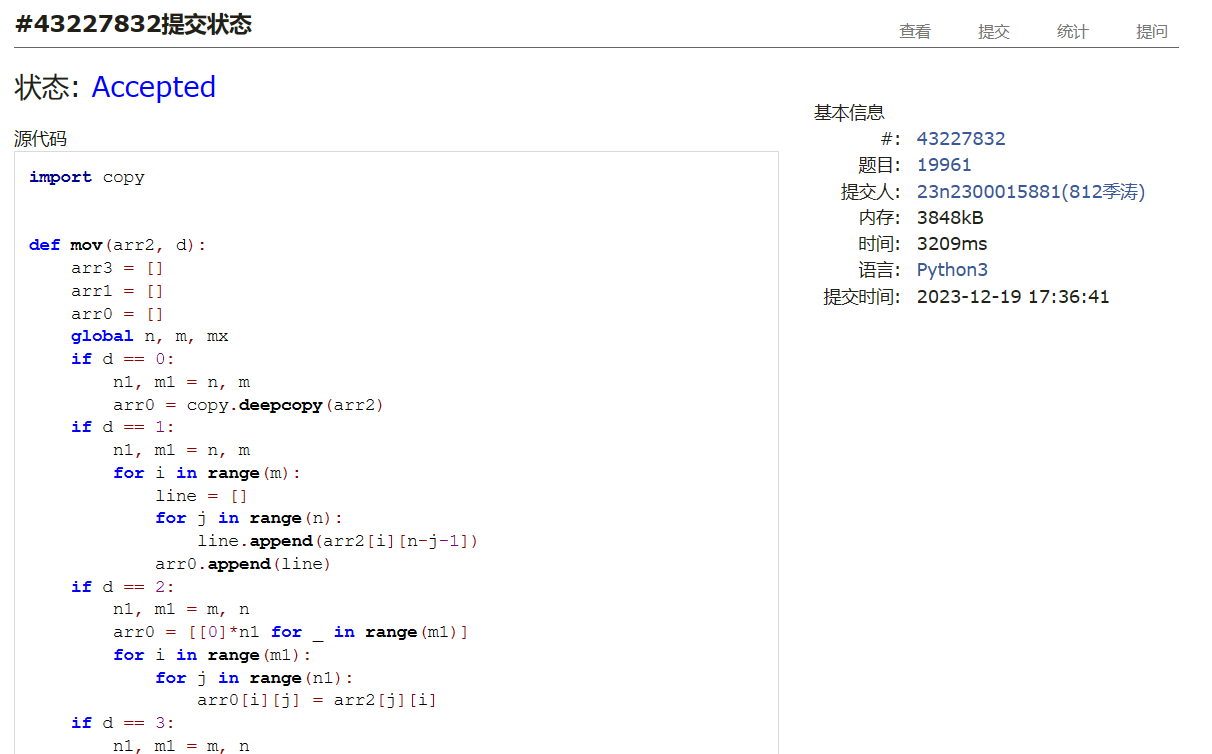 #43227832提交状态
查看 提交 统计 提问
状态: Accepted
源代码
import copy
def mov(arr2, d):
    arr3 = []
    arr1 = []
    arr0 = []
    global n, m, mx
    if d == 0:
        n1, m1 = n, m
        arr0 = copy.deepcopy(arr2)
    if d == 1:
        n1, m1 = n, m
        for i in range(m):
            line = []
            for j in range(n):
                line.append(arr2[i][n-j-1])
            arr0.append(line)
    if d == 2:
        n1, m1 = m, n
        arr0 = [[0]*n1 for _ in range(m1)]
        for i in range(m1):
            for j in range(n1):
                arr0[i][j] = arr2[j][i]
    if d == 3:
        n1, m1 = m, n
基本信息
#: 43227832
题目: 19961
提交人: 23n2300015881(812季涛)
内存: 3848kB
时间: 3209ms
语言: Python3
提交时间: 2023-12-19 17:36:41